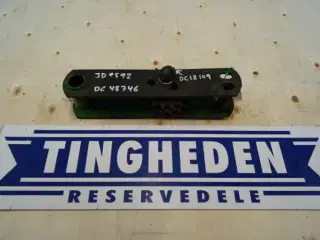 JD #592
DC 48746
DC18109
TINGHEDEN
RESERVEDELE